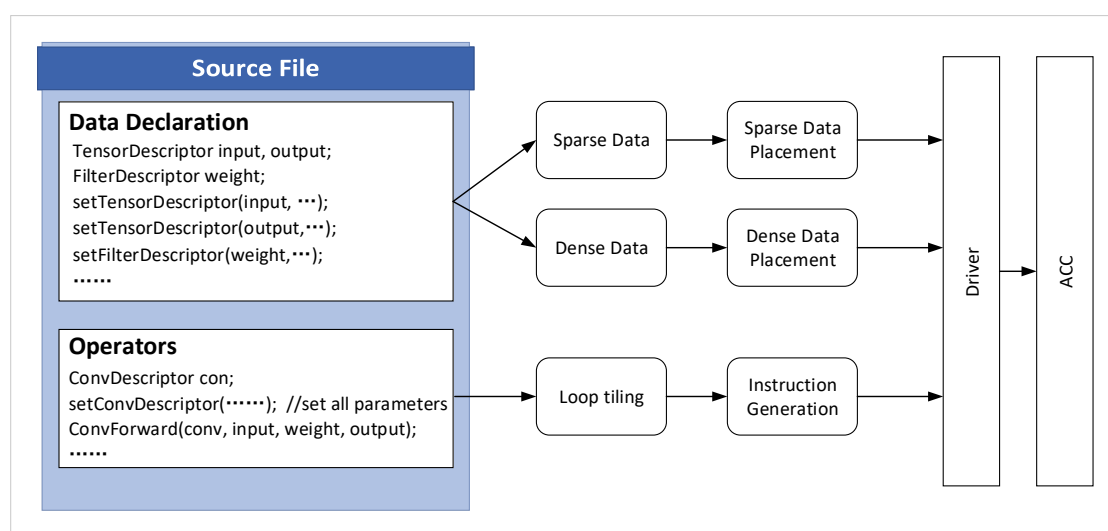 Source File
Data Declaration
TensorDescriptor input, output;
FilterDescriptor weight;
setTensorDescriptor(input, ···);
setTensorDescriptor(output,···);
setFilterDescriptor(weight,···);
······
Operators
ConvDescriptor con;
setConvDescriptor(······);  //set all parameters
ConvForward(conv, input, weight, output);
······
Sparse Data
Sparse Data
Placement
Dense Data
Dense Data
Placement
Loop tiling
Instruction
Generation
Driver
ACC